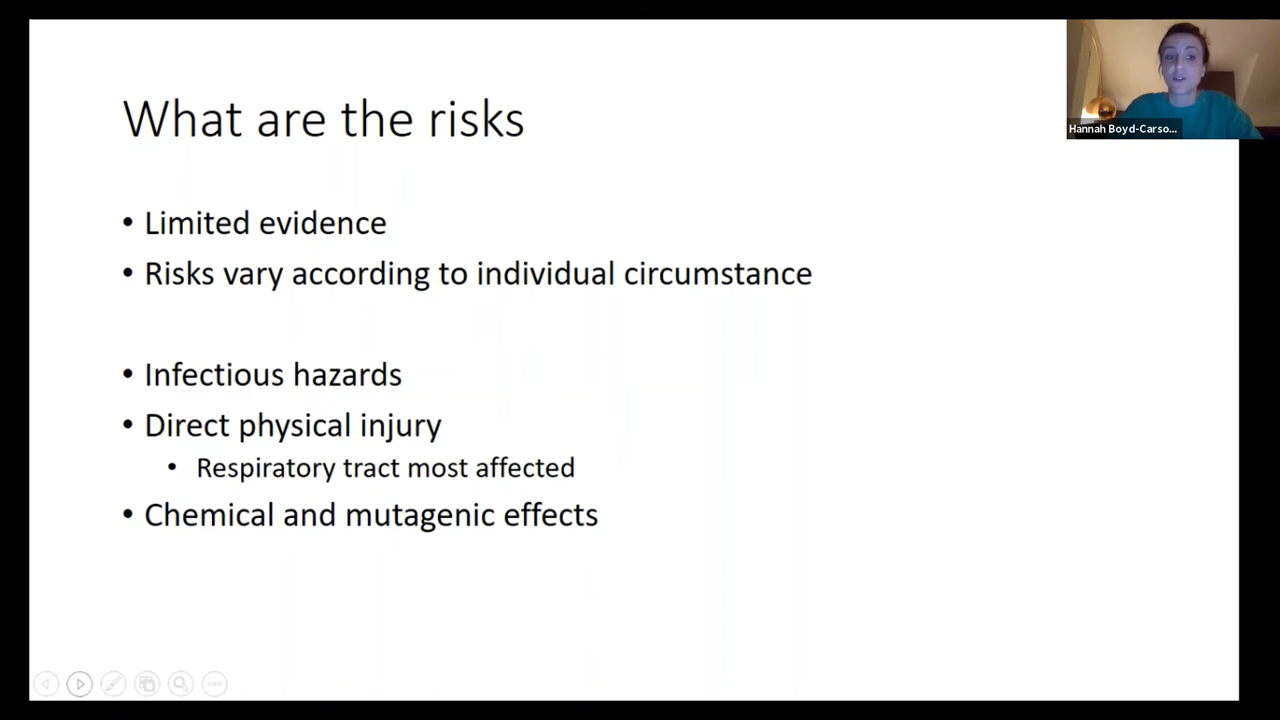 What are the risks
Hannah Boyd-Carso...
• Limited evidence
• Risks vary according to individual circumstance
• Infectious hazards
• Direct physical injury
• Respiratory tract most affected
• Chemical and mutagenic effects